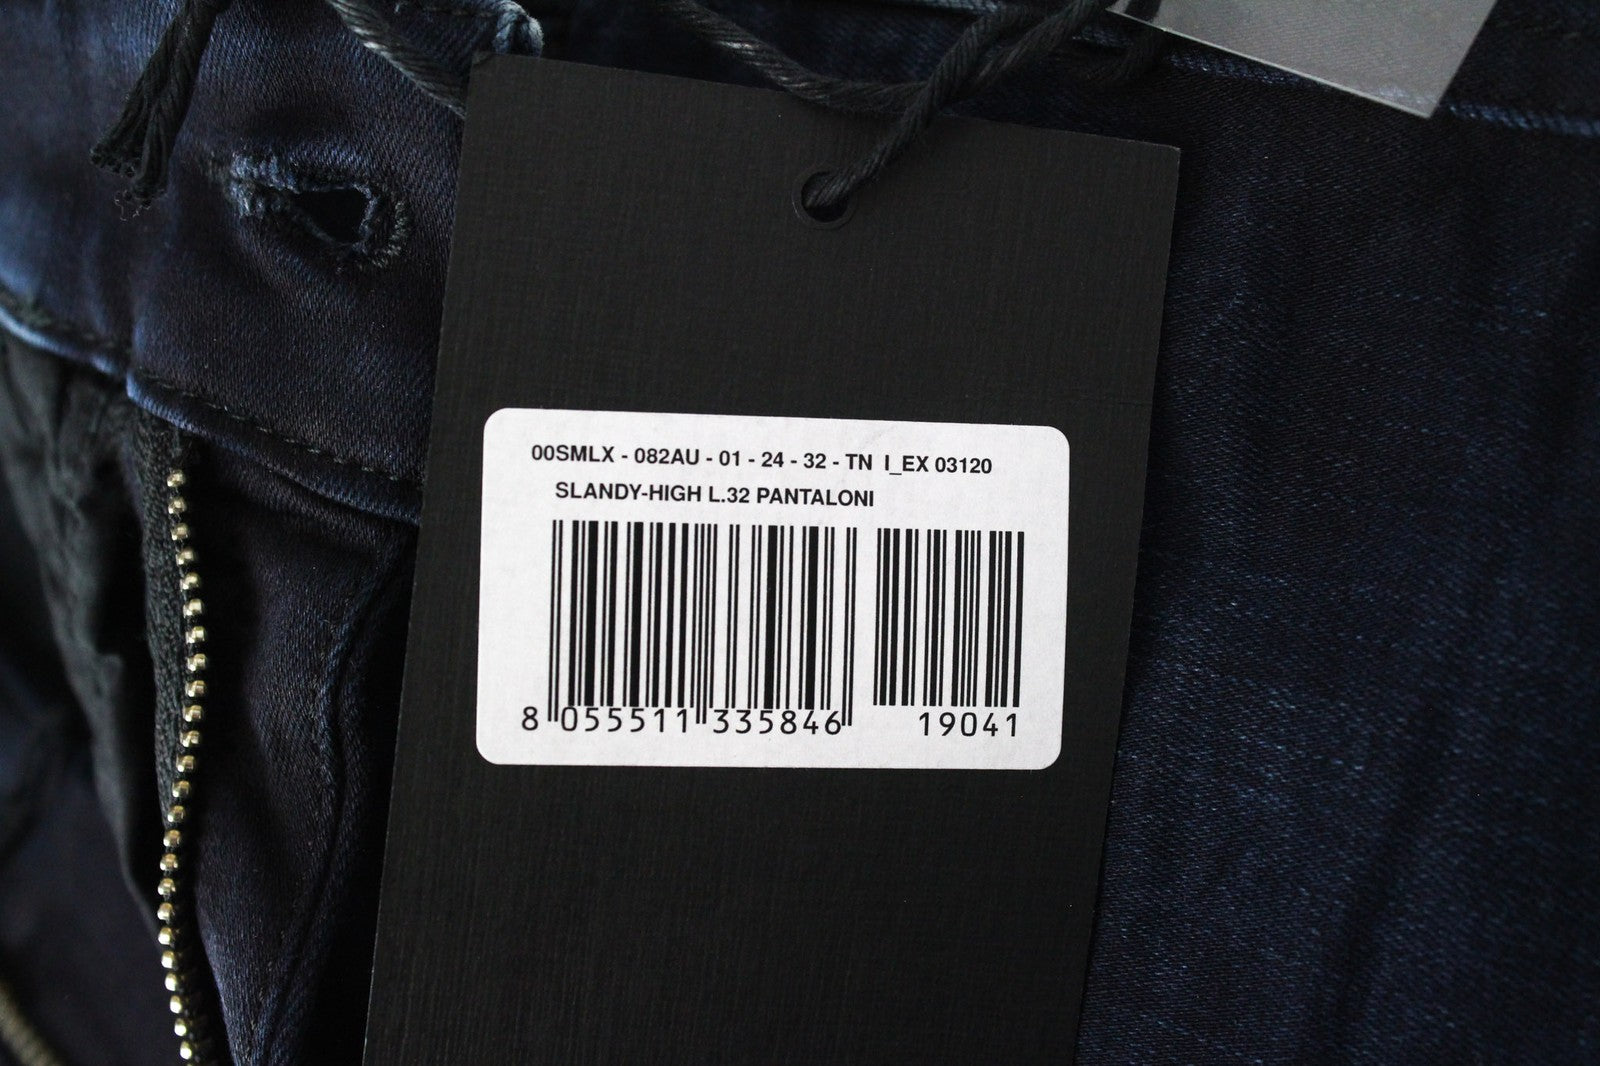 00SMLX - 082AU - 01 - 24 - 32 - TN I_EX 03120
SLANDY-HIGH L.32 PANTALONI
8 055511 335846 19041